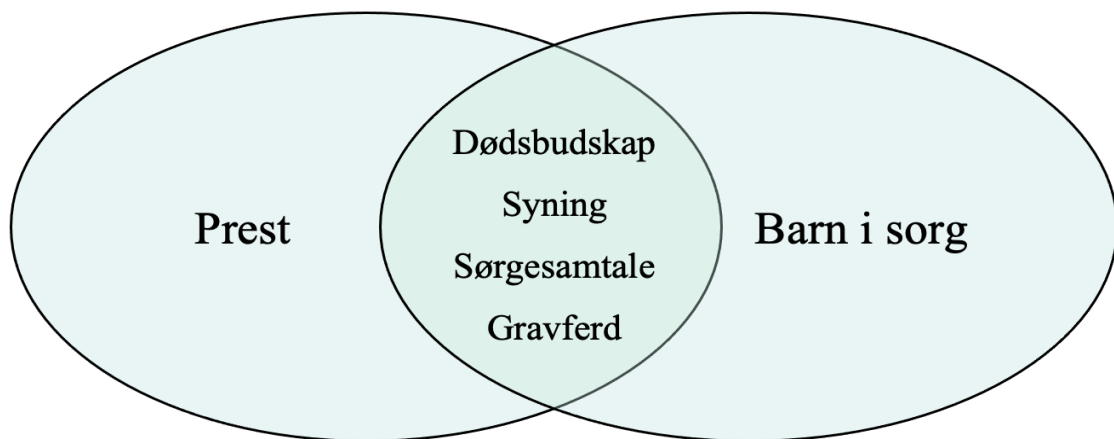 Prest
Dødsbudskap
Syning
Sørgesamtale
Gravferd
Barn i sorg